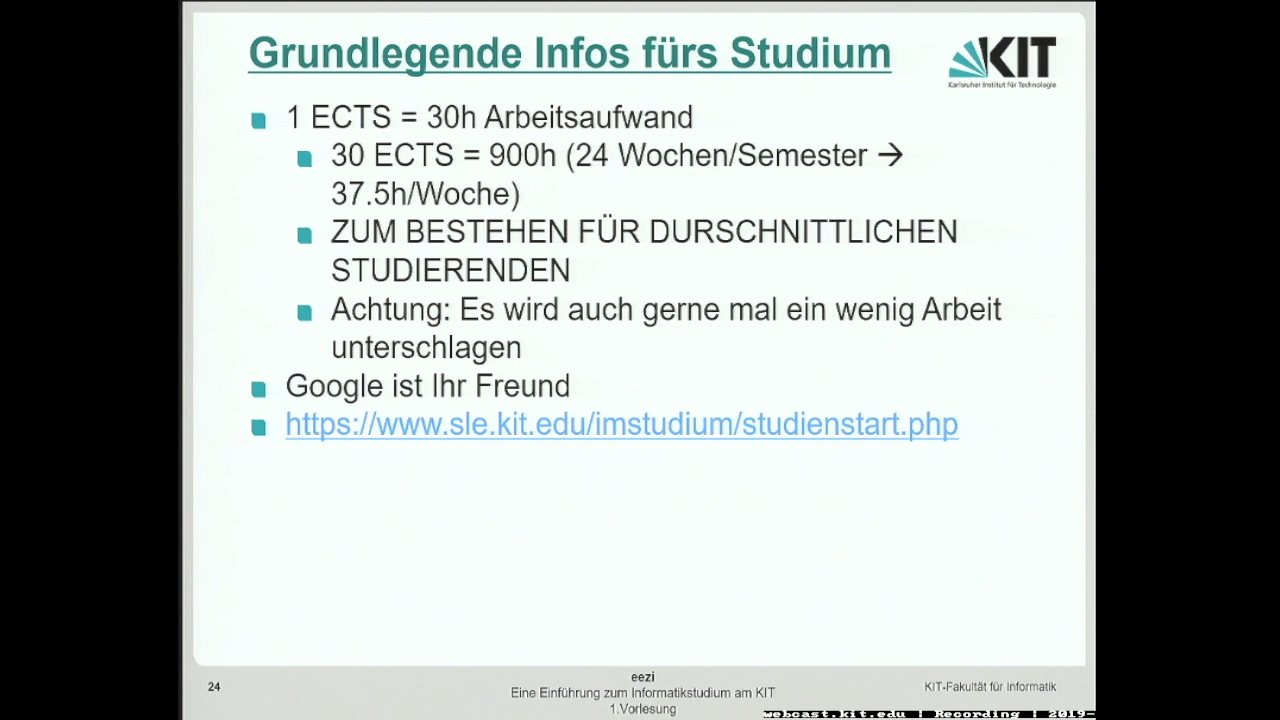 Grundlegende Infos fürs Studium
KIT
Karlsruher Institut für Technologie
1 ECTS = 30h Arbeitsaufwand
30 ECTS = 900h (24 Wochen/Semester →
37.5h/Woche)
ZUM BESTEHEN FÜR DURSCHNITTLICHEN
STUDIERENDEN
Achtung: Es wird auch gerne mal ein wenig Arbeit
unterschlagen
Google ist Ihr Freund
https://www.sle.kit.edu/imstudium/studienstart.php
24
eezi
Eine Einführung zum Informatikstudium am KIT
1.Vorlesung
KIT-Fakultät für Informatik
webcast.kit.edu | Recording | 2019-